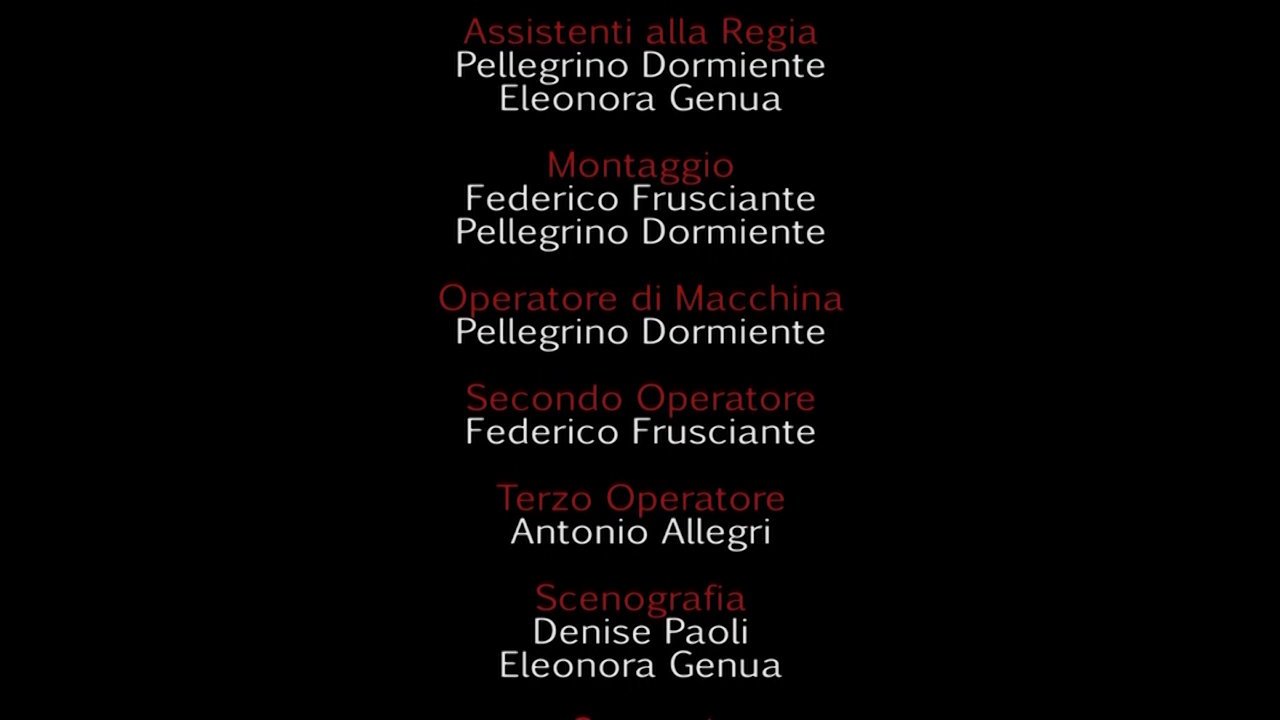 Assistenti alla Regia
Pellegrino Dormiente
Eleonora Genua
Montaggio
Federico Frusciante
Pellegrino Dormiente
Operatore di Macchina
Pellegrino Dormiente
Secondo Operatore
Federico Frusciante
Terzo Operatore
Antonio Allegri
Scenografia
Denise Paoli
Eleonora Genua